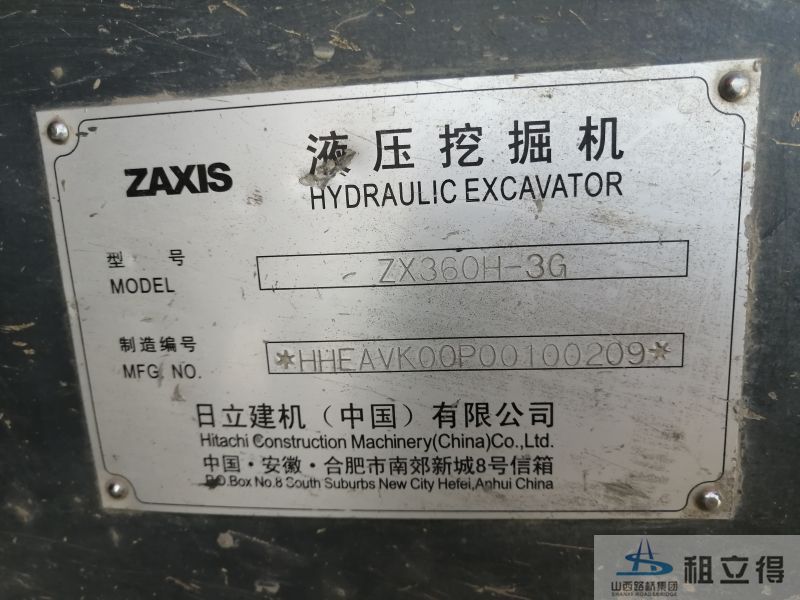 ZAXIS
液压挖掘机
HYDRAULIC EXCAVATOR
型 号
MODEL
ZX360H-3G
制造编号
MFG. NO.
*HHEAVK00P00100209*
日立建机（中国）有限公司
Hitachi Construction Machinery(China)Co.,Ltd.
中国·安徽·合肥市南郊新城8号信箱
P.O.Box No.8 South Suburbs New City Hefei,Anhui China
山西路桥集团
SHANXI ROAD&BRIDGE
租立得